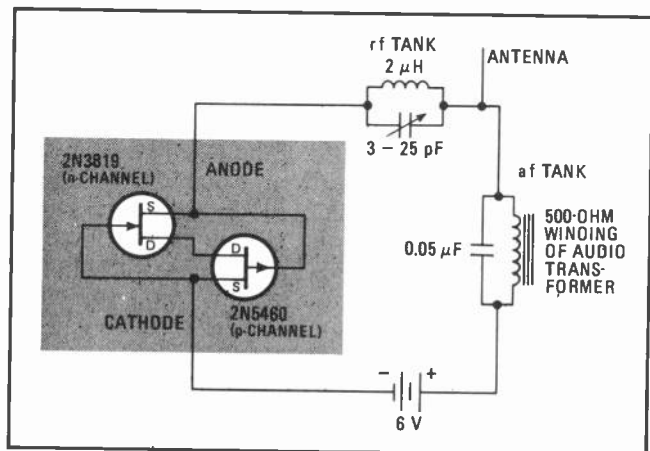 rf TANK
2 µH
ANTENNA
3 – 25 pF
2N3819
(n-CHANNEL)
ANODE
S
D
D
S
CATHODE
2N5460
(p-CHANNEL)
af TANK
0.05 µF
500-OHM
WINDING
OF AUDIO
TRANS-
FORMER
– +
6 V